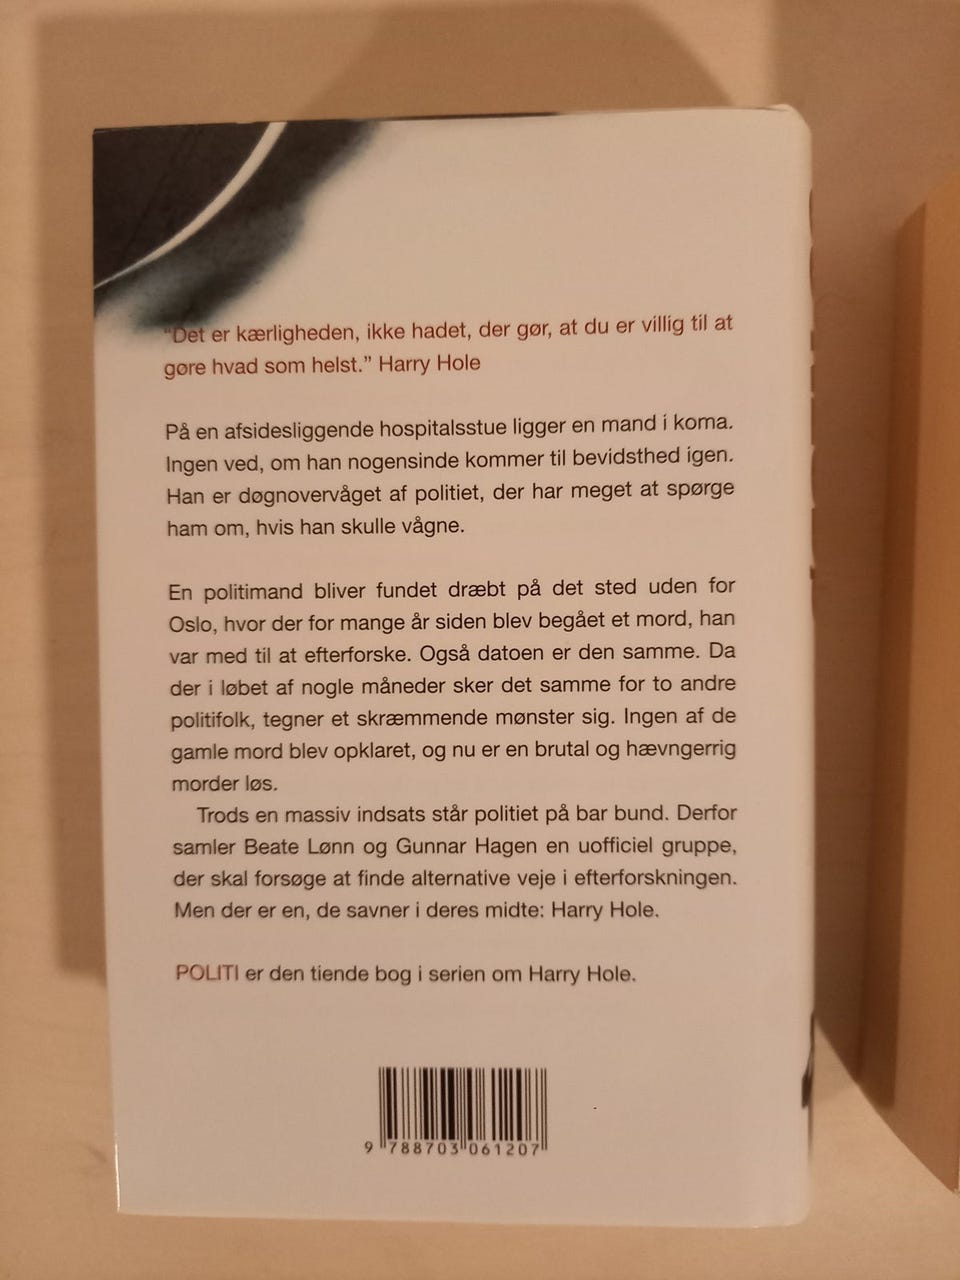 "Det er kærligheden, ikke hadet, der gør, at du er villig til at
gøre hvad som helst." Harry Hole
På en afsidesliggende hospitalsstue ligger en mand i koma.
Ingen ved, om han nogensinde kommer til bevidsthed igen.
Han er døgnovervåget af politiet, der har meget at spørge
ham om, hvis han skulle vågne.
En politimand bliver fundet dræbt på det sted uden for
Oslo, hvor der for mange år siden blev begået et mord, han
var med til at efterforske. Også datoen er den samme. Da
der i løbet af nogle måneder sker det samme for to andre
politifolk, tegner et skræmmende mønster sig. Ingen af de
gamle mord blev opklaret, og nu er en brutal og hævngerrig
morder løs.
Trods en massiv indsats står politiet på bar bund. Derfor
samler Beate Lønn og Gunnar Hagen en uofficiel gruppe,
der skal forsøge at finde alternative veje i efterforskningen.
Men der er en, de savner i deres midte: Harry Hole.
POLITI er den tiende bog i serien om Harry Hole.
9 788703 061207